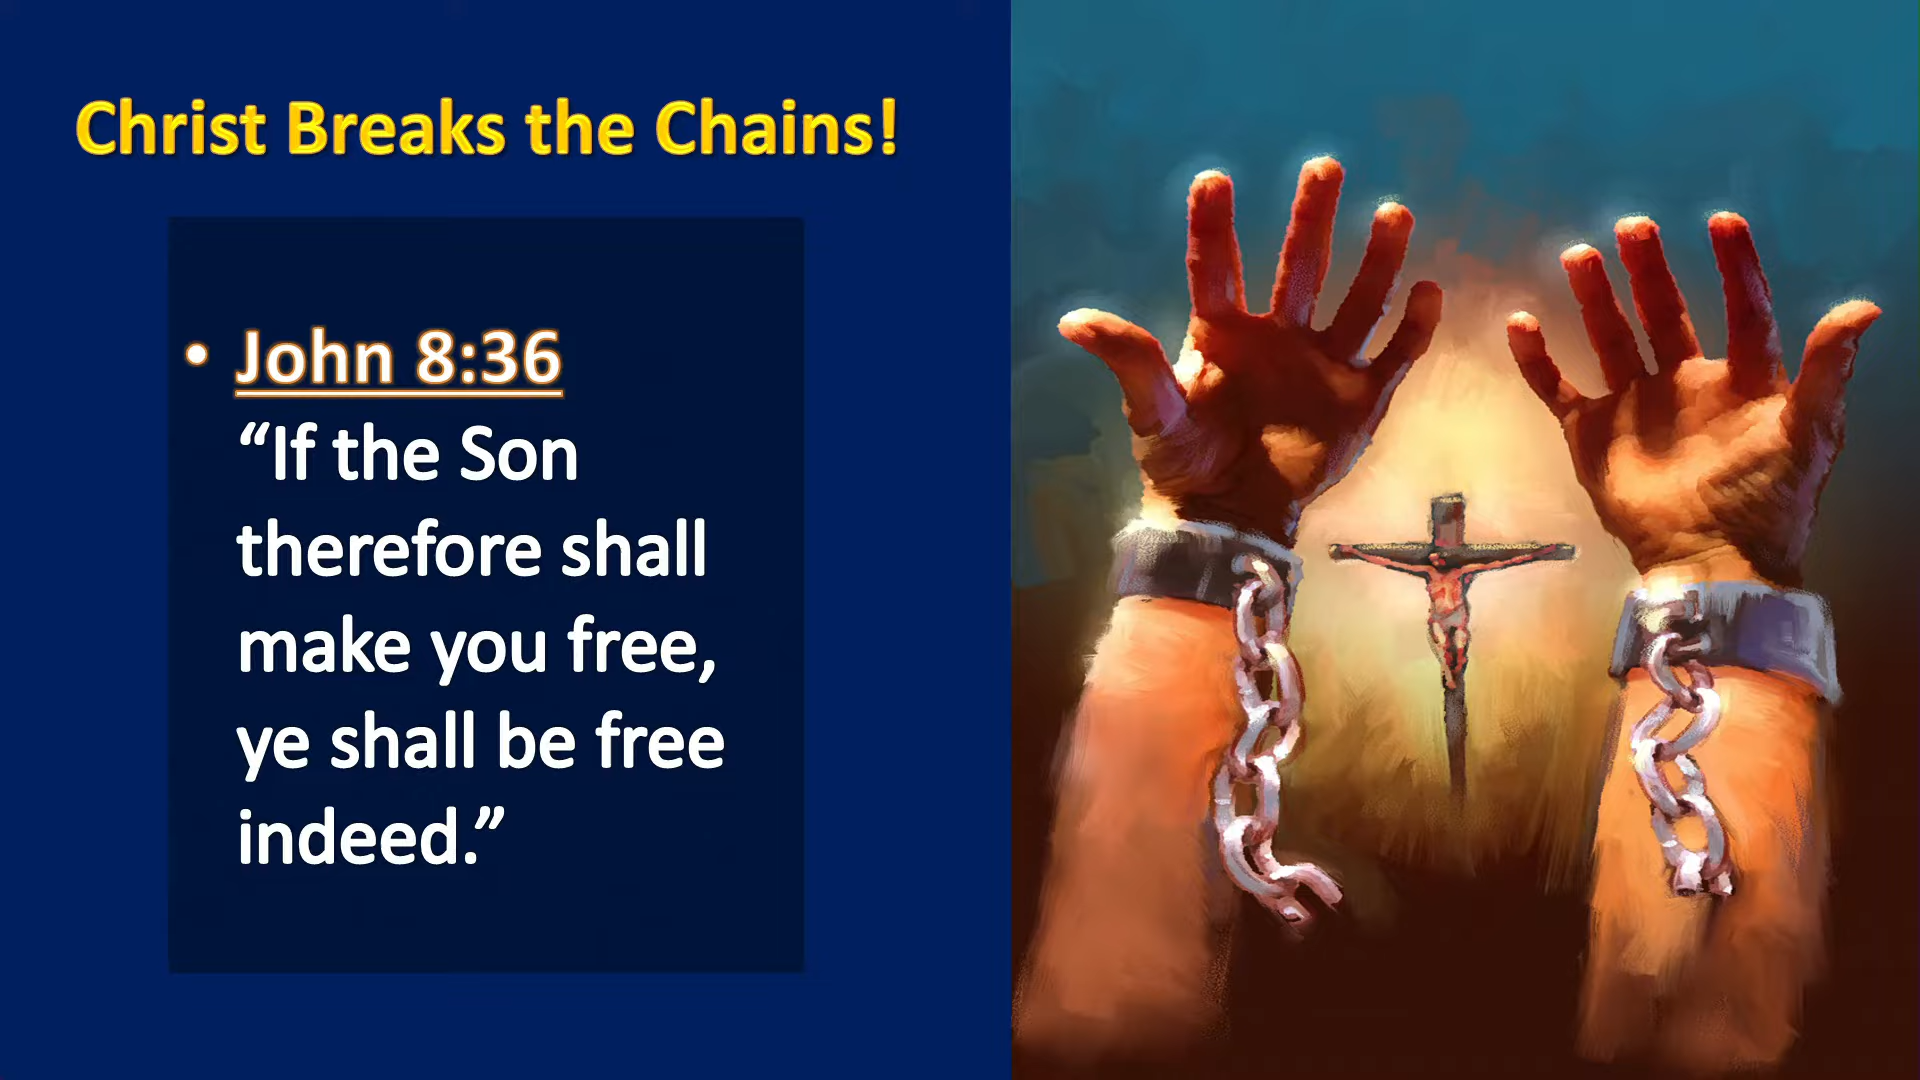 Christ Breaks the Chains!
• John 8:36
“If the Son
therefore shall
make you free,
ye shall be free
indeed.”